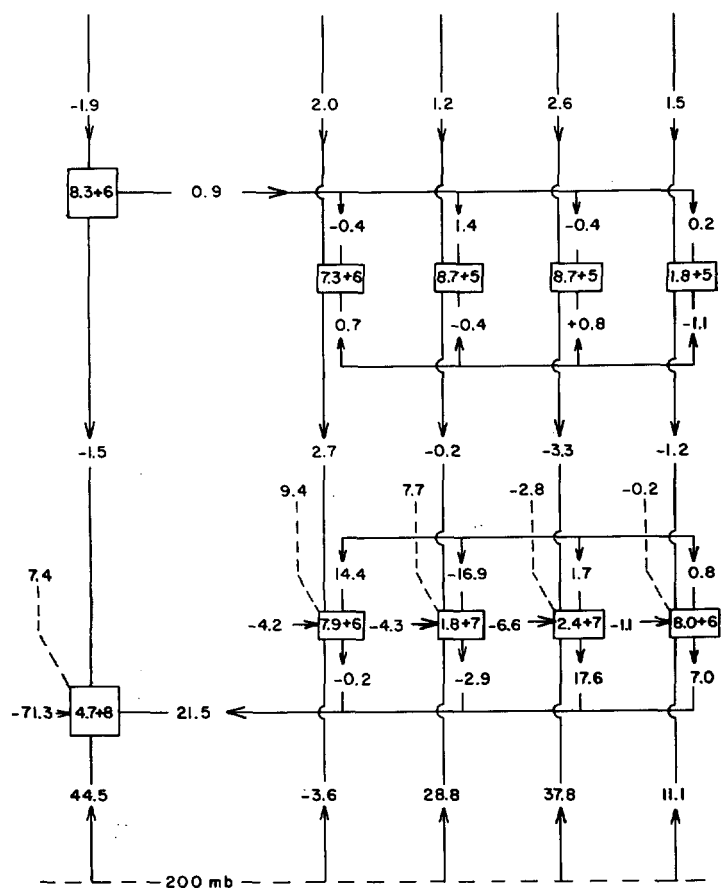 -1.9 2.0 1.2 2.6 1.5
8.3+6 0.9
-0.4 1.4 -0.4 0.2
7.3+6 8.7+5 8.7+5 1.8+5
0.7 -0.4 +0.8 -1.1
-1.5 2.7 -0.2 -3.3 -1.2
9.4 7.7 -2.8 -0.2
7.4 14.4 -16.9 1.7 0.8
-4.2 7.9+6 -4.3 1.8+7 -6.6 2.4+7 -1.1 8.0+6
-0.2 -2.9 17.6 7.0
-71.3 4.7+8 21.5
44.5 -3.6 28.8 37.8 11.1
200 mb